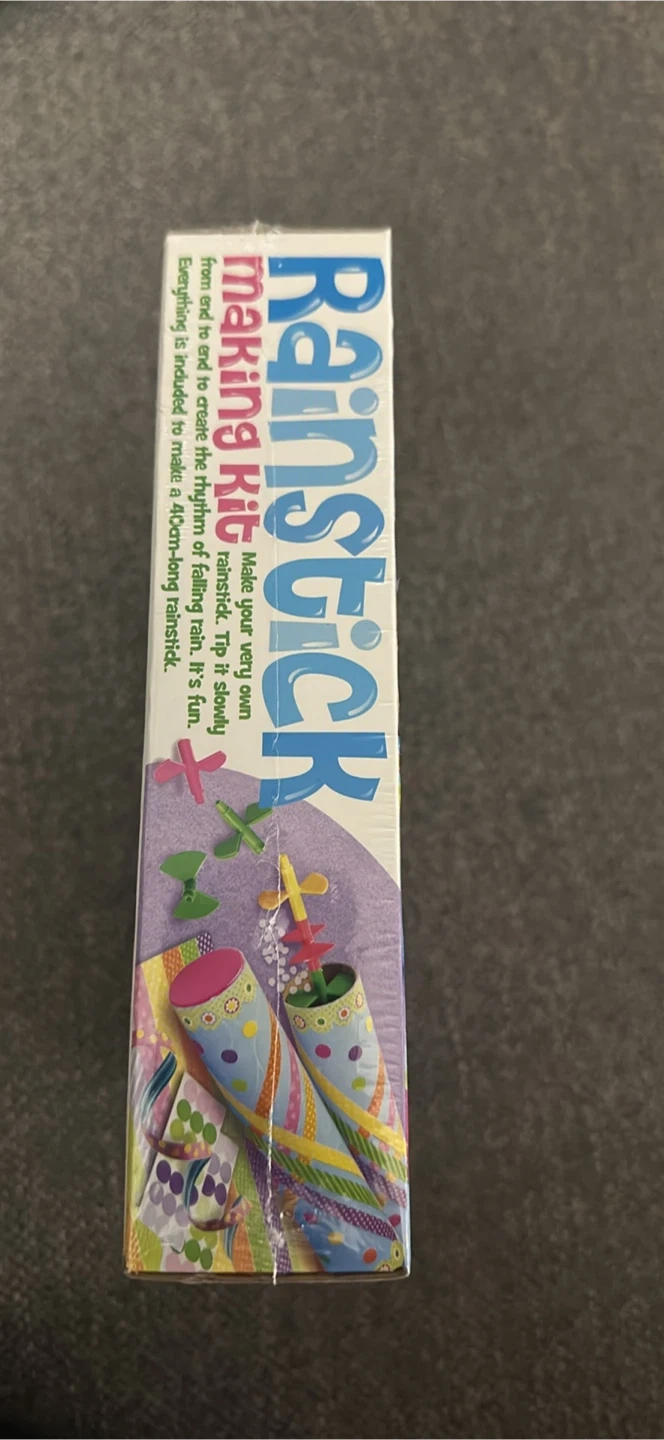 Rainstick
making kit
Make your very own
rainstick. Tip it slowly
from end to end to create the rhythm of falling rain. It's fun.
Everything is included to make a 40cm-long rainstick.